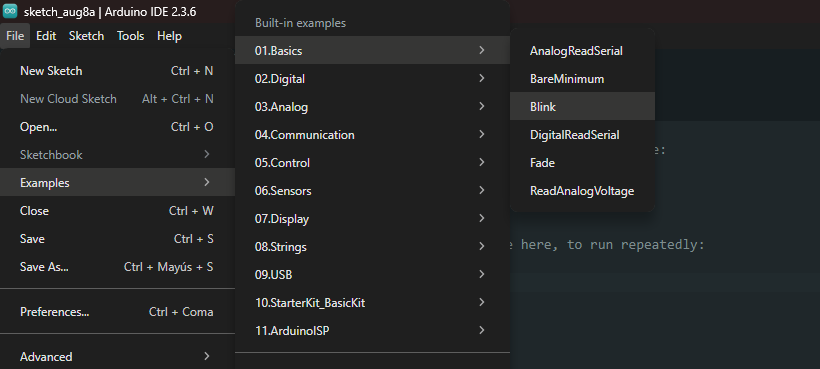 sketch_aug8a | Arduino IDE 2.3.6
File Edit Sketch Tools Help
New Sketch Ctrl + N
New Cloud Sketch Alt + Ctrl + N
Open... Ctrl + O
Sketchbook
Examples
Close Ctrl + W
Save Ctrl + S
Save As... Ctrl + Mayús + S
Preferences... Ctrl + Coma
Advanced
Built-in examples
01.Basics
02.Digital
03.Analog
04.Communication
05.Control
06.Sensors
07.Display
08.Strings
09.USB
10.StarterKit_BasicKit
11.ArduinoISP
AnalogReadSerial
BareMinimum
Blink
DigitalReadSerial
Fade
ReadAnalogVoltage
e:
e here, to run repeatedly: